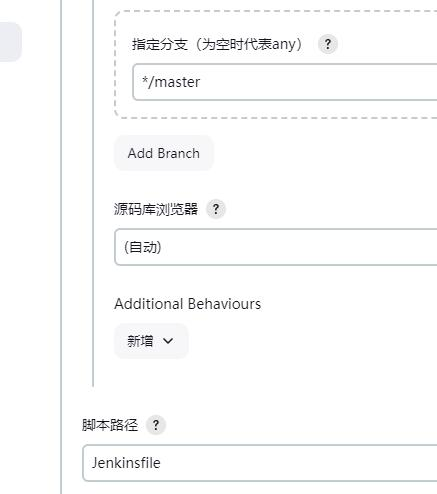 指定分支（为空时代表any） ?
*/master
Add Branch
源码库浏览器 ?
(自动)
Additional Behaviours
新增
脚本路径 ?
Jenkinsfile